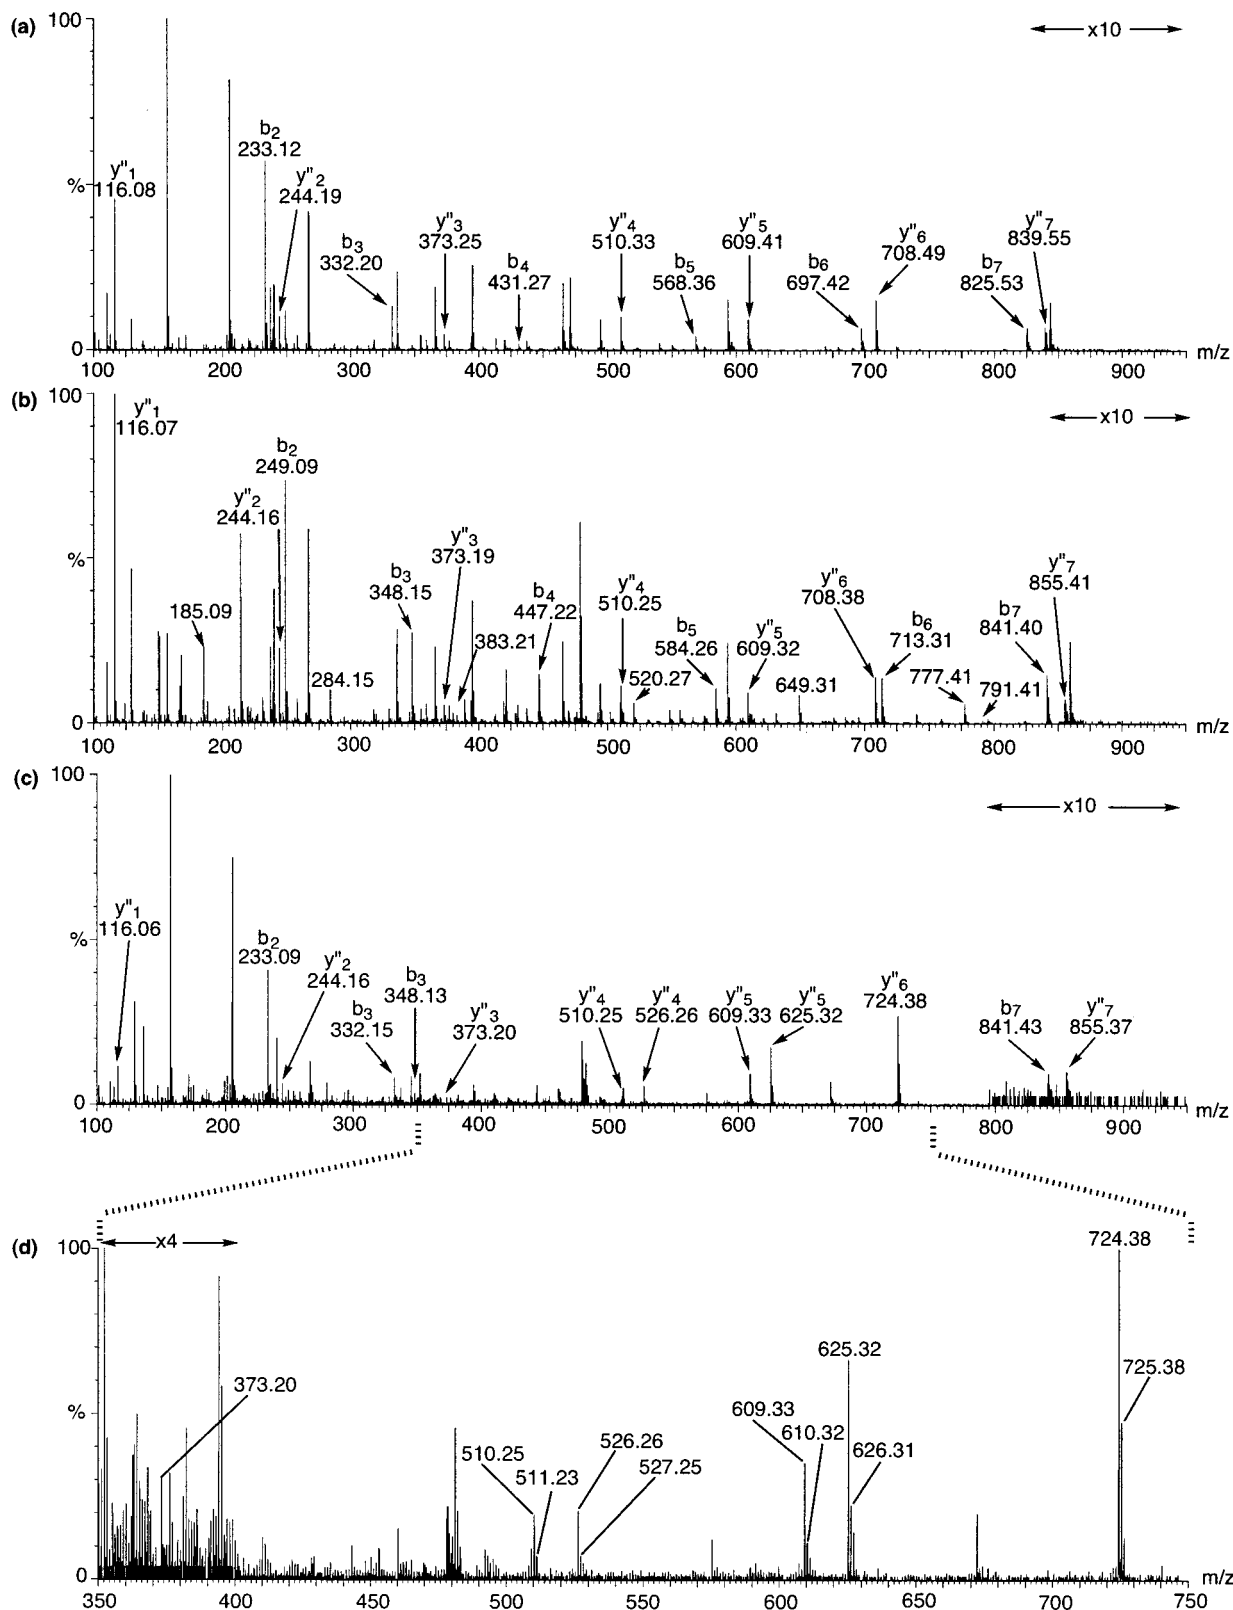 (a)
100
x10
b2
233.12
y"1
116.08
y"2
244.19
%
b3
332.20
y"3
373.25
b4
431.27
y"4
510.33
b5
568.36
y"5
609.41
b6
697.42
y"6
708.49
b7
825.53
y"7
839.55
0
100 200 300 400 500 600 700 800 900 m/z
(b)
100
x10
y"1
116.07
b2
249.09
y"2
244.16
%
185.09
284.15
b3
348.15
y"3
373.19
383.21
b4
447.22
y"4
510.25
520.27
b5
584.26
y"5
609.32
649.31
y"6
708.38
b6
713.31
777.41
791.41
b7
841.40
y"7
855.41
0
100 200 300 400 500 600 700 800 900 m/z
(c)
100
x10
y"1
116.06
%
b2
233.09
y"2
244.16
b3
332.15
b3
348.13
y"3
373.20
y"4
510.25
y"4
526.26
y"5
609.33
y"5
625.32
y"6
724.38
b7
841.43
y"7
855.37
0
100 200 300 400 500 600 700 800 900 m/z
(d)
100
x4
724.38
625.32
725.38
373.20
%
609.33
610.32
626.31
510.25
511.23
526.26
527.25
0
350 400 450 500 550 600 650 700 750 m/z